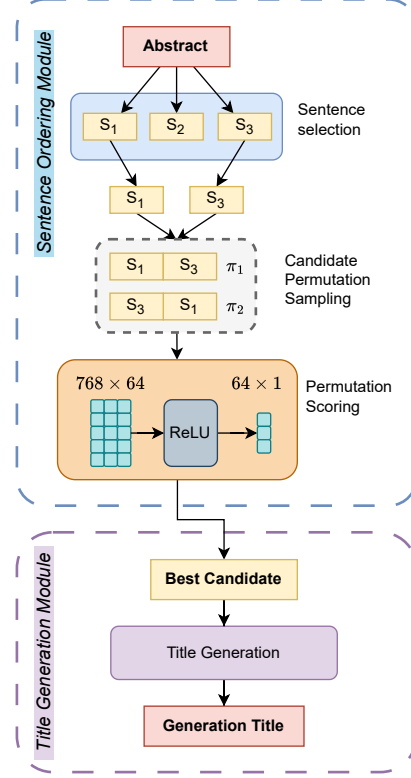 Sentence Ordering Module
Abstract
S1 S2 S3
Sentence
selection
S1 S3
S1 S3 π1
S3 S1 π2
Candidate
Permutation
Sampling
768 × 64
64 × 1
ReLU
Permutation
Scoring
Title Generation Module
Best Candidate
Title Generation
Generation Title